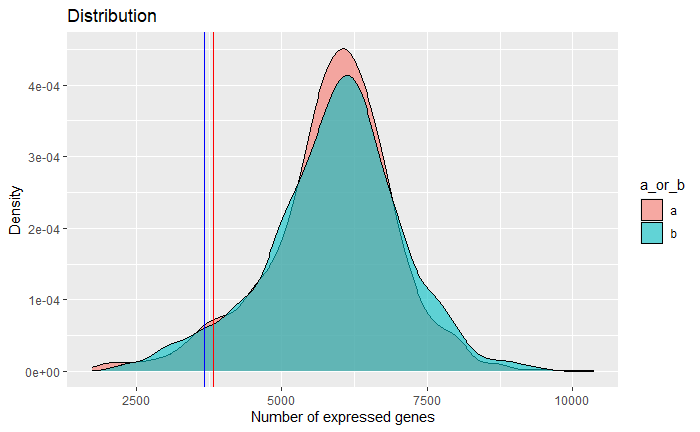 Distribution
4e-04
3e-04
2e-04
1e-04
0e+00
Density
2500
5000
7500
10000
Number of expressed genes
a_or_b
a
b